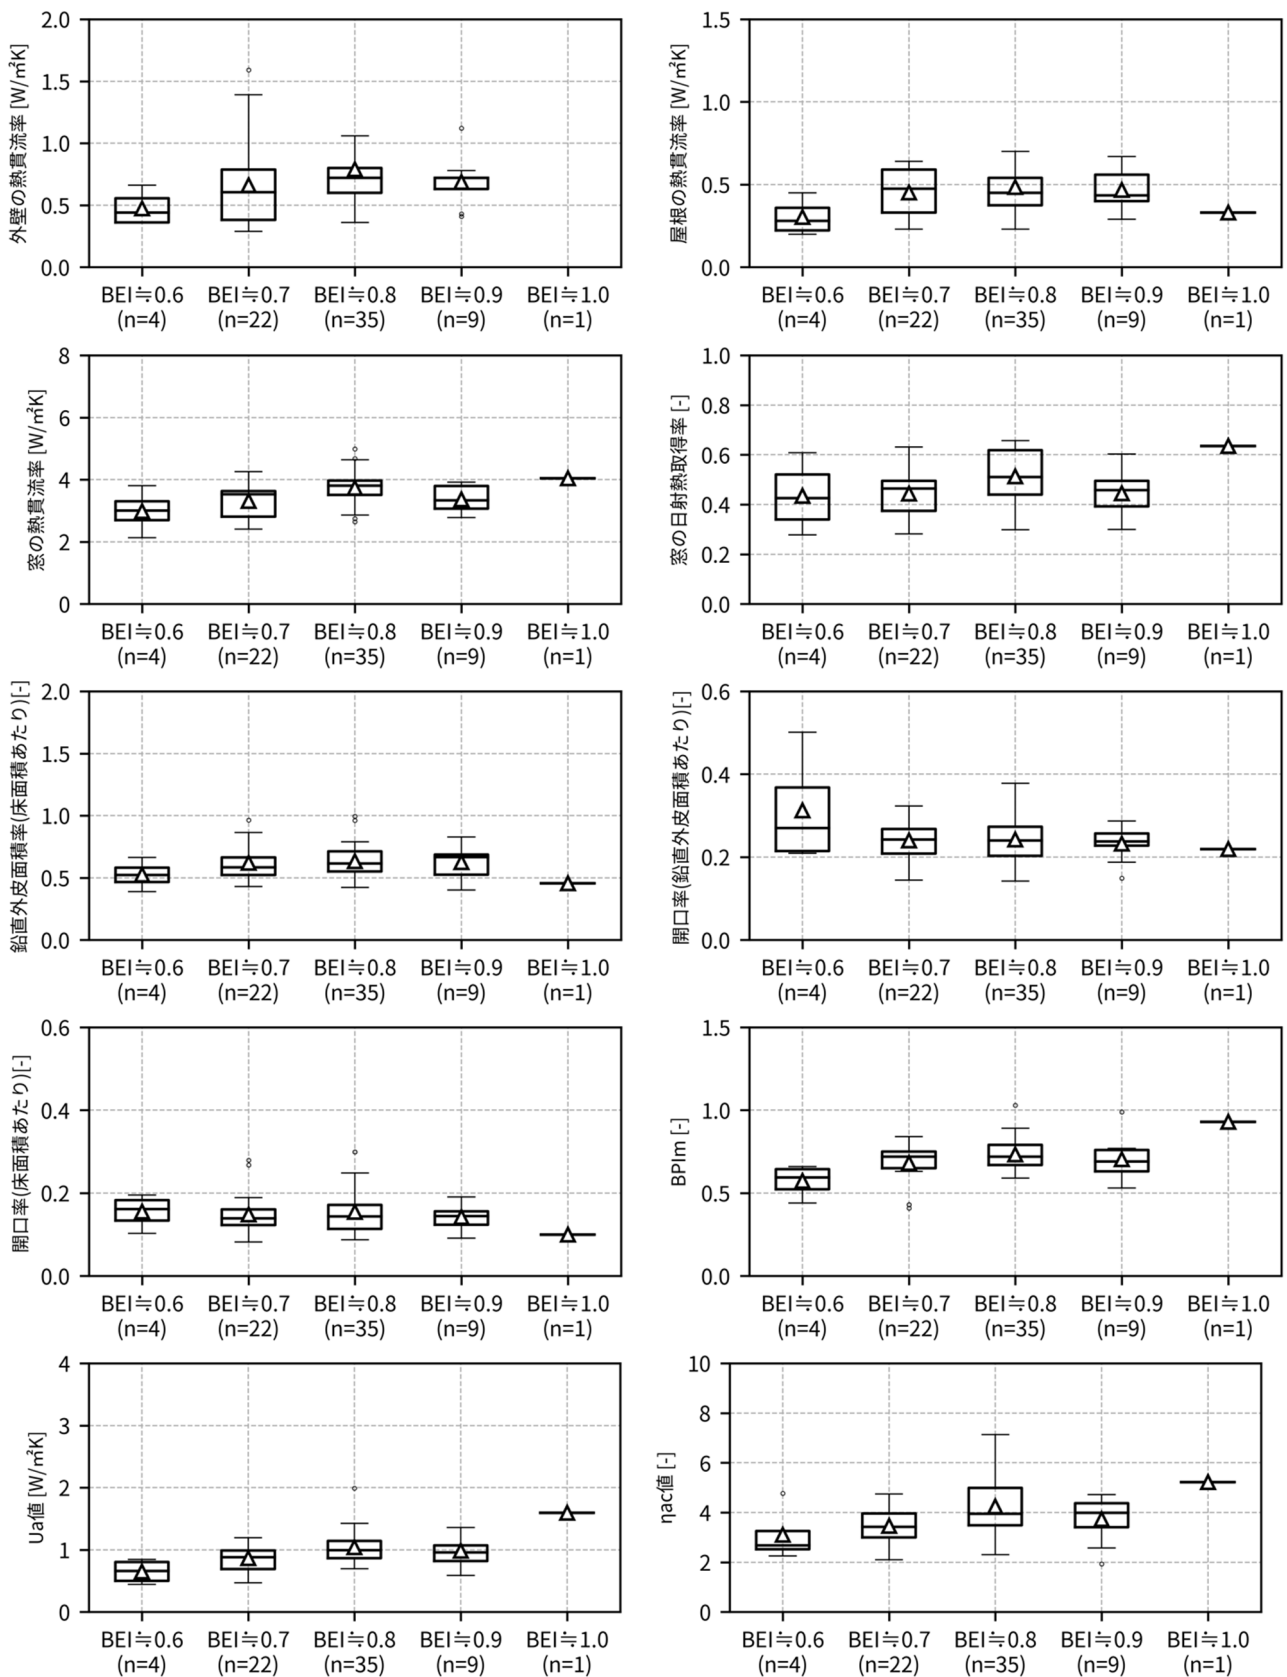 外壁の熱貫流率 [W/㎡K]
2.0
1.5
1.0
0.5
0.0
BEI≒0.6 BEI≒0.7 BEI≒0.8 BEI≒0.9 BEI≒1.0
(n=4) (n=22) (n=35) (n=9) (n=1)
屋根の熱貫流率 [W/㎡K]
1.5
1.0
0.5
0.0
BEI≒0.6 BEI≒0.7 BEI≒0.8 BEI≒0.9 BEI≒1.0
(n=4) (n=22) (n=35) (n=9) (n=1)
窓の熱貫流率 [W/㎡K]
8
6
4
2
0
BEI≒0.6 BEI≒0.7 BEI≒0.8 BEI≒0.9 BEI≒1.0
(n=4) (n=22) (n=35) (n=9) (n=1)
窓の日射熱取得率 [-]
1.0
0.8
0.6
0.4
0.2
0.0
BEI≒0.6 BEI≒0.7 BEI≒0.8 BEI≒0.9 BEI≒1.0
(n=4) (n=22) (n=35) (n=9) (n=1)
鉛直外皮面積率(床面積あたり)[-]
2.0
1.5
1.0
0.5
0.0
BEI≒0.6 BEI≒0.7 BEI≒0.8 BEI≒0.9 BEI≒1.0
(n=4) (n=22) (n=35) (n=9) (n=1)
開口率(鉛直外皮面積あたり)[-]
0.6
0.4
0.2
0.0
BEI≒0.6 BEI≒0.7 BEI≒0.8 BEI≒0.9 BEI≒1.0
(n=4) (n=22) (n=35) (n=9) (n=1)
開口率(床面積あたり)[-]
0.6
0.4
0.2
0.0
BEI≒0.6 BEI≒0.7 BEI≒0.8 BEI≒0.9 BEI≒1.0
(n=4) (n=22) (n=35) (n=9) (n=1)
BPIm [-]
1.5
1.0
0.5
0.0
BEI≒0.6 BEI≒0.7 BEI≒0.8 BEI≒0.9 BEI≒1.0
(n=4) (n=22) (n=35) (n=9) (n=1)
Ua値 [W/㎡K]
4
3
2
1
0
BEI≒0.6 BEI≒0.7 BEI≒0.8 BEI≒0.9 BEI≒1.0
(n=4) (n=22) (n=35) (n=9) (n=1)
ηac値 [-]
10
8
6
4
2
0
BEI≒0.6 BEI≒0.7 BEI≒0.8 BEI≒0.9 BEI≒1.0
(n=4) (n=22) (n=35) (n=9) (n=1)